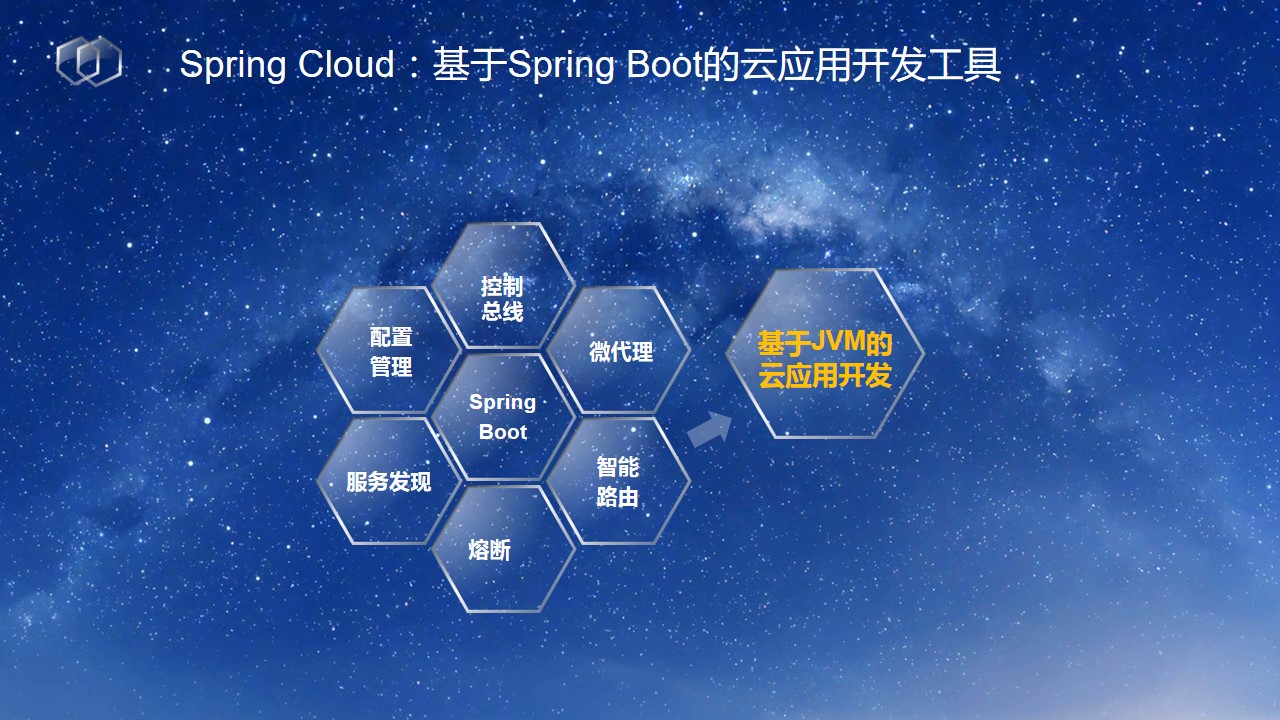 Spring Cloud：基于Spring Boot的云应用开发工具
控制
总线
配置
管理
微代理
Spring
Boot
服务发现
智能
路由
熔断
基于JVM的
云应用开发